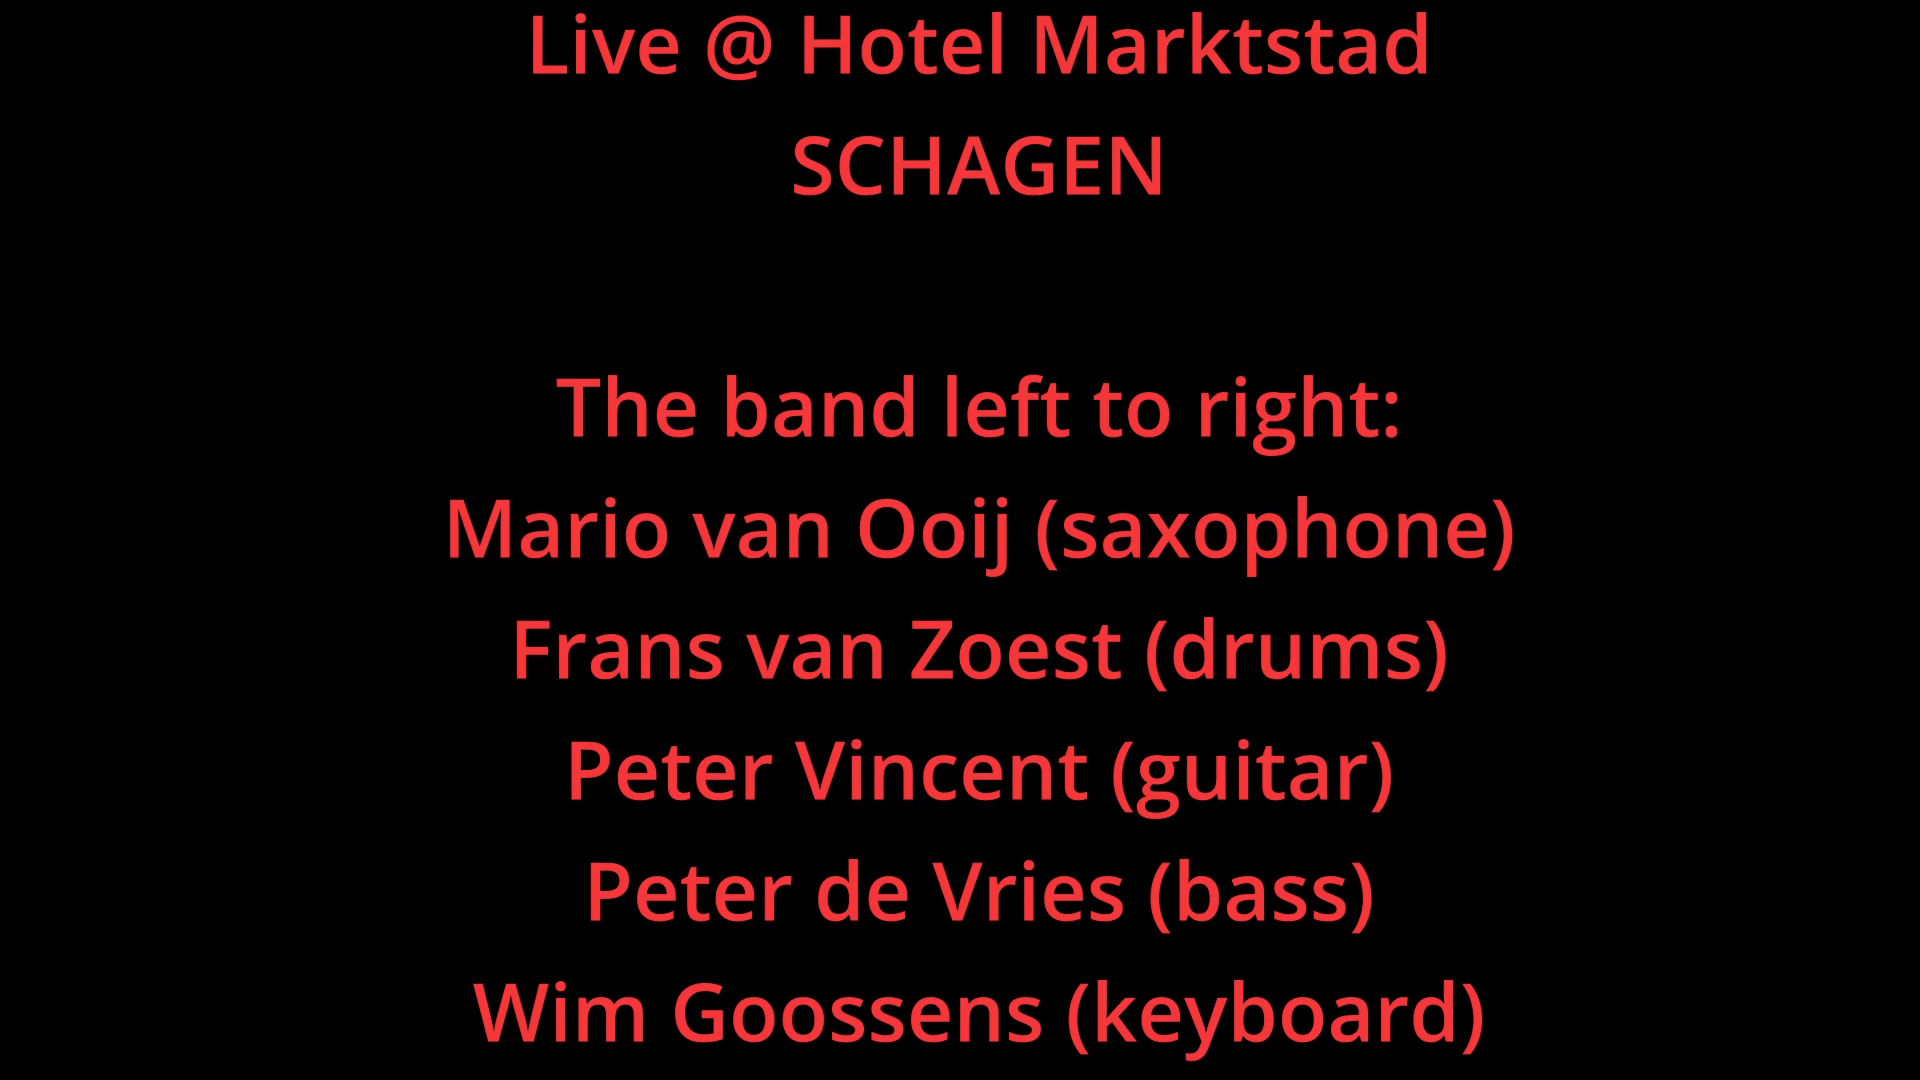 Live @ Hotel Marktstad
SCHAGEN
The band left to right:
Mario van Ooij (saxophone)
Frans van Zoest (drums)
Peter Vincent (guitar)
Peter de Vries (bass)
Wim Goossens (keyboard)